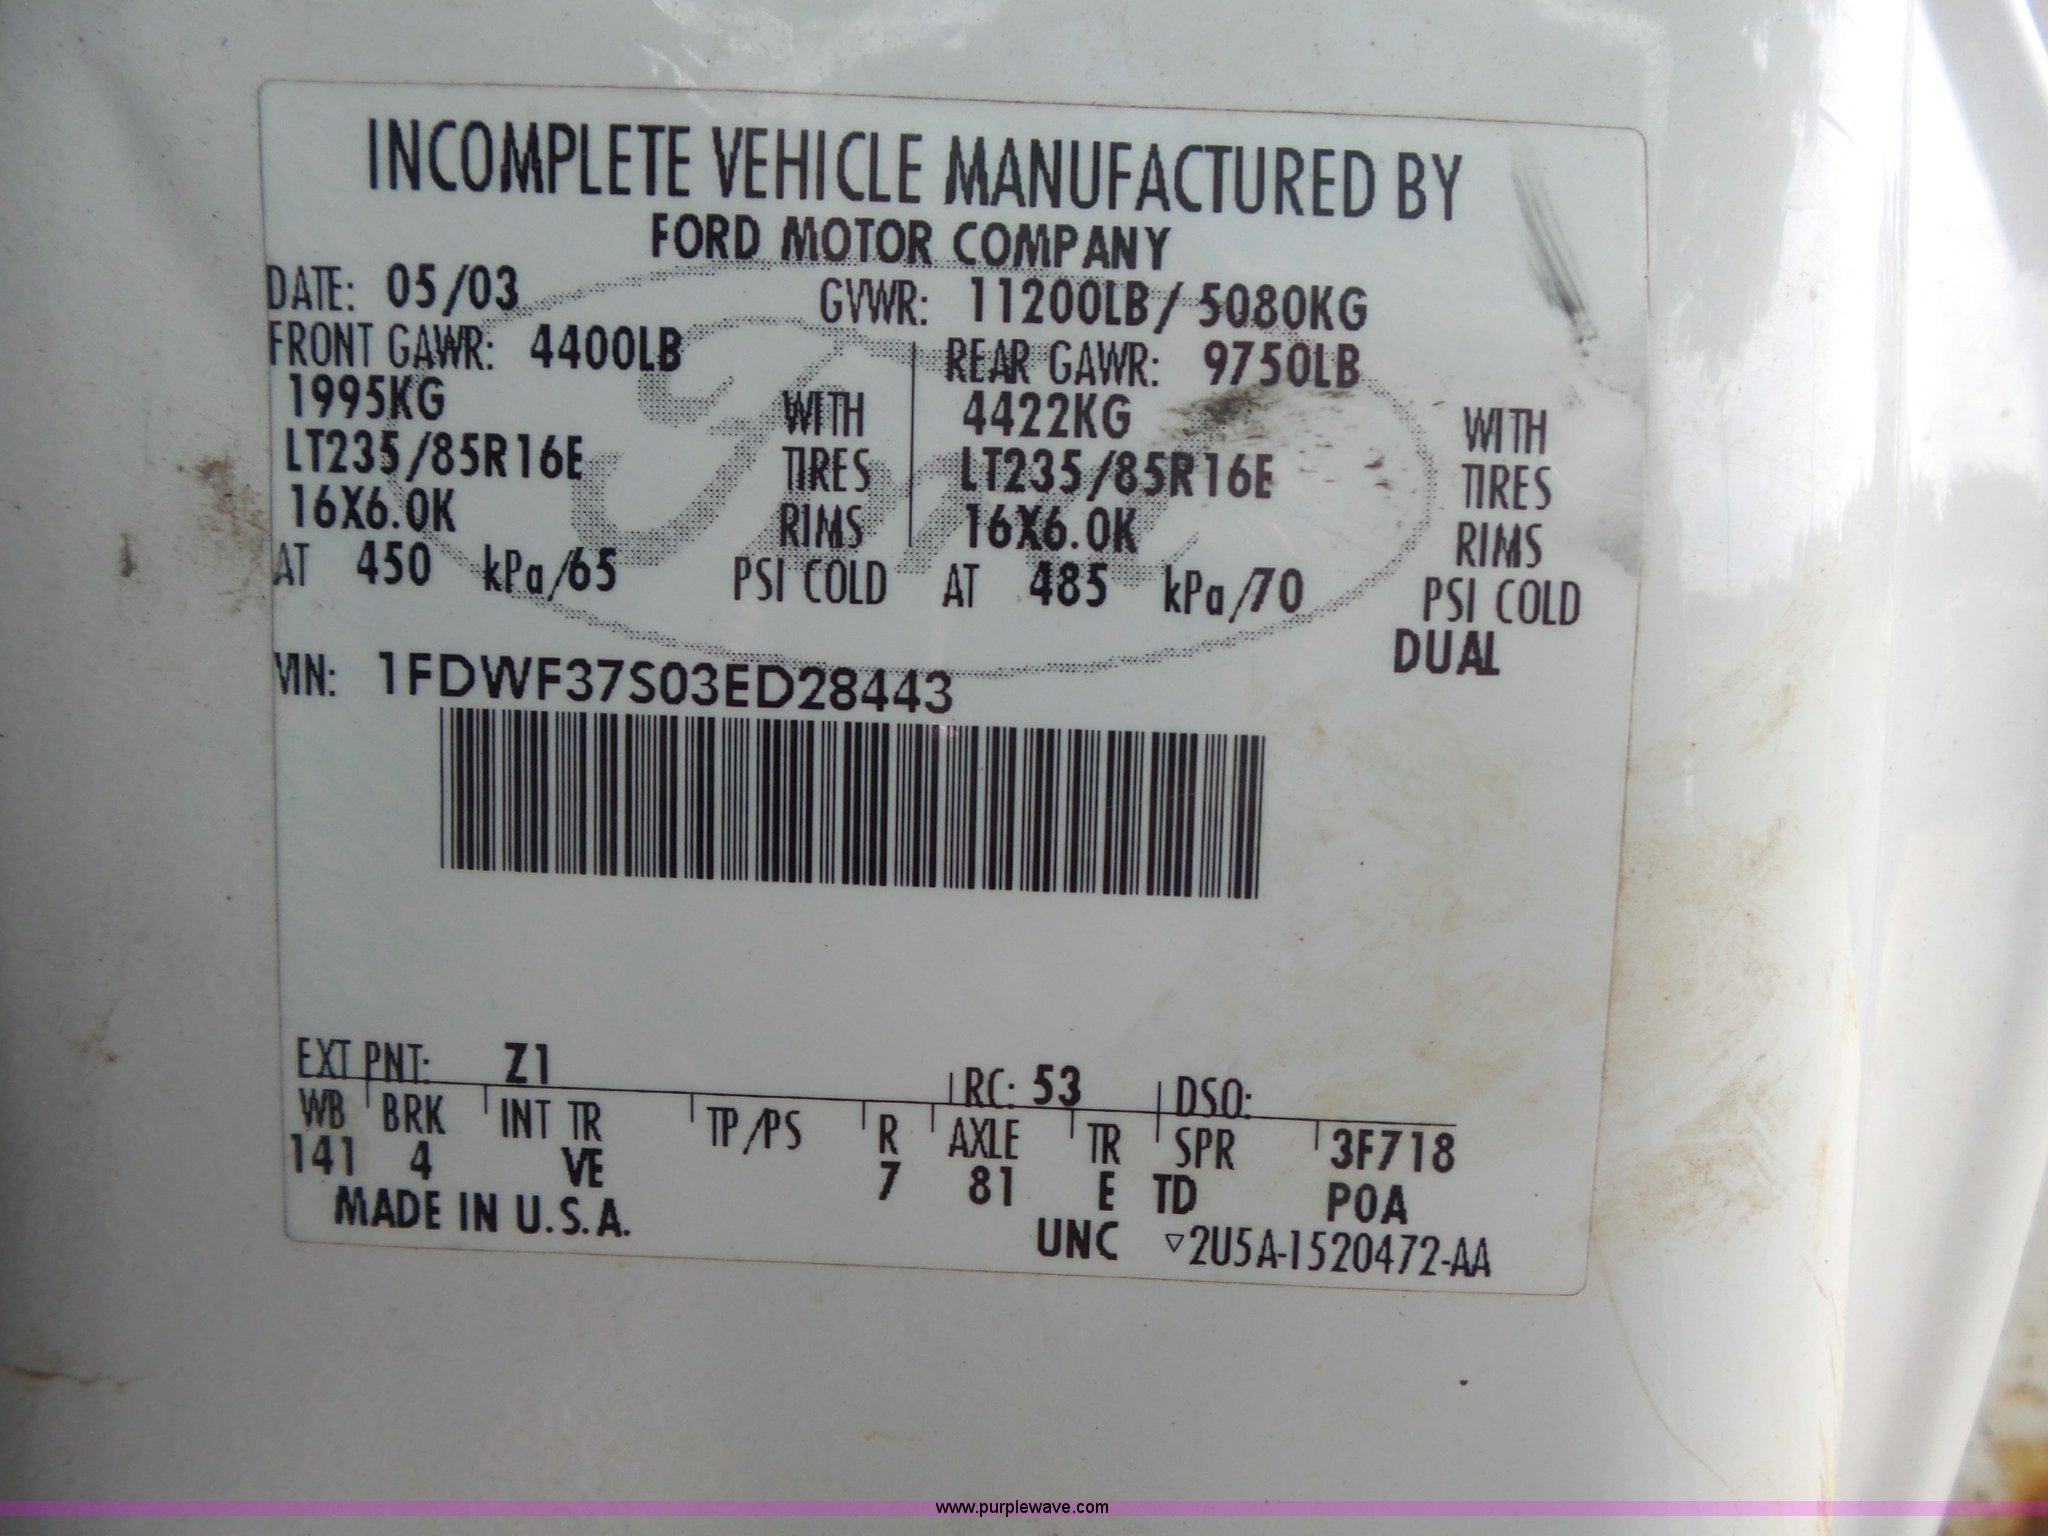 INCOMPLETE VEHICLE MANUFACTURED BY
FORD MOTOR COMPANY
DATE: 05/03 GVWR: 11200LB/ 5080KG
FRONT GAWR: 4400LB REAR GAWR: 9750LB
1995KG WITH 4422KG WITH
LT235/85R16E TIRES LT235/85R16E TIRES
16X6.0K RIMS 16X6.0K RIMS
AT 450 kPa/65 PSI COLD AT 485 kPa/70 PSI COLD
DUAL
VIN: 1FDWF37S03ED28443
EXT PNT: Z1 RC: 53 DSO:
WB BRK INT TR TP/PS R AXLE TR SPR 3F718
141 4 VE 7 81 E TD POA
MADE IN U.S.A. UNC ▽2U5A-1520472-AA
www.purplewave.com